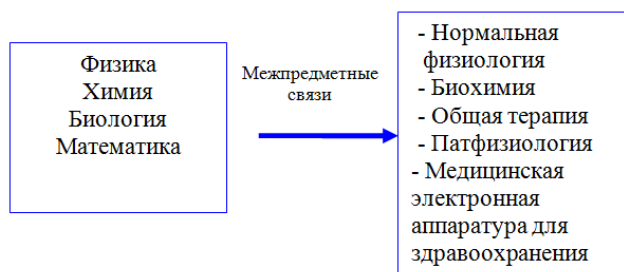 Физика
Химия
Биология
Математика
Межпредметные
связи
- Нормальная
физиология
- Биохимия
- Общая терапия
- Патфизиология
- Медицинская
электронная
аппаратура для
здравоохранения